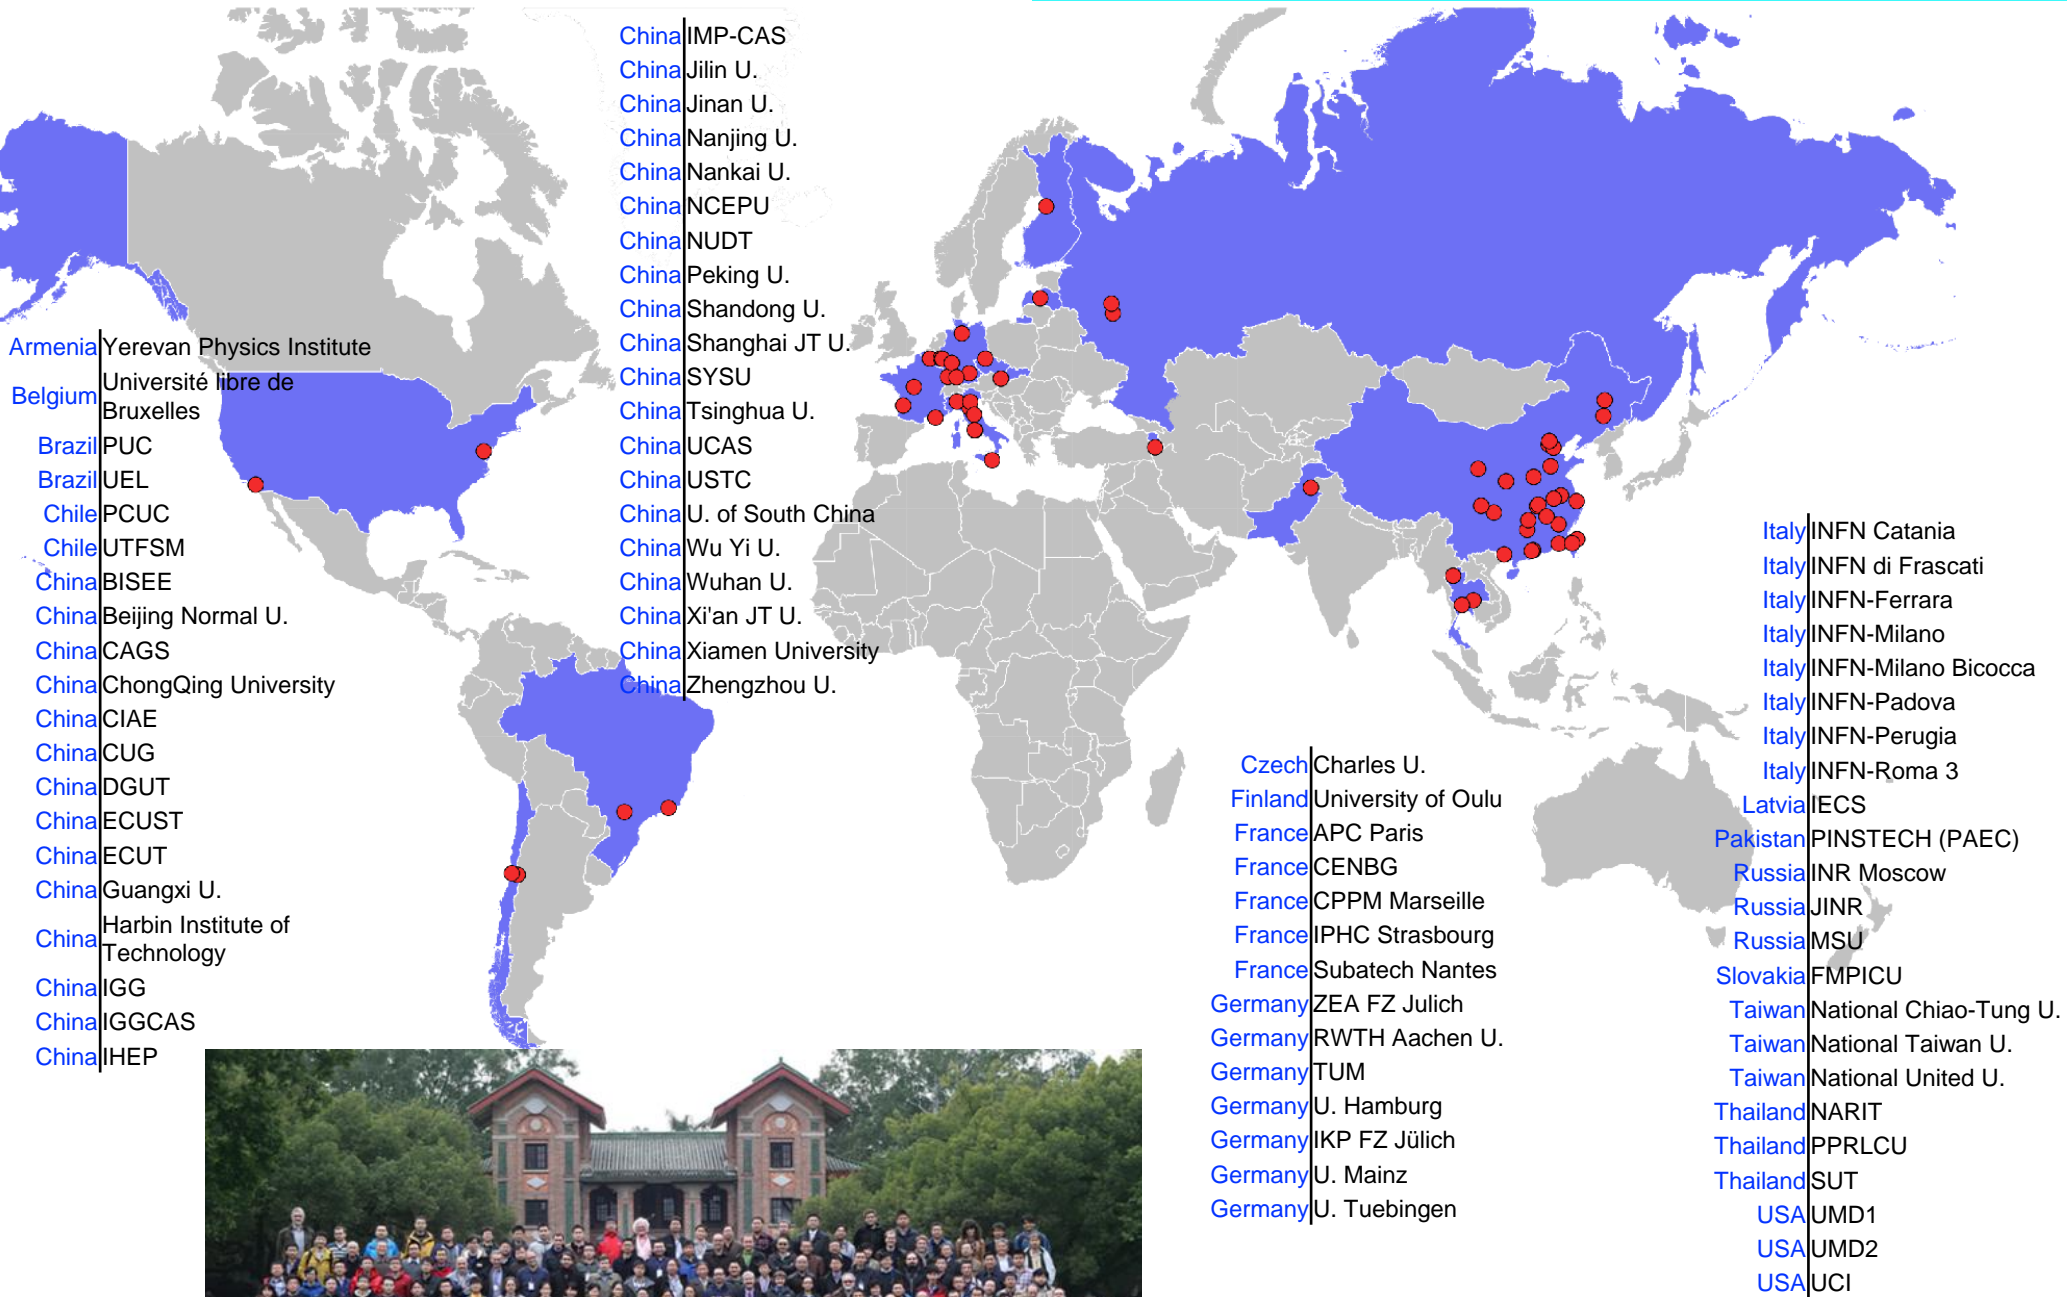 Armenia Yerevan Physics Institute
Belgium Université libre de
Bruxelles
Brazil PUC
Brazil UEL
Chile PCUC
Chile UTFSM
China BISEE
China Beijing Normal U.
China CAGS
China ChongQing University
China CIAE
China CUG
China DGUT
China ECUST
China ECUT
China Guangxi U.
China Harbin Institute of
Technology
China IGG
China IGGCAS
China IHEP
China IMP-CAS
China Jilin U.
China Jinan U.
China Nanjing U.
China Nankai U.
China NCEPU
China NUDT
China Peking U.
China Shandong U.
China Shanghai JT U.
China SYSU
China Tsinghua U.
China UCAS
China USTC
China U. of South China
China Wu Yi U.
China Wuhan U.
China Xi'an JT U.
China Xiamen University
China Zhengzhou U.
Czech Charles U.
Finland University of Oulu
France APC Paris
France CENBG
France CPPM Marseille
France IPHC Strasbourg
France Subatech Nantes
Germany ZEA FZ Julich
Germany RWTH Aachen U.
Germany TUM
Germany U. Hamburg
Germany IKP FZ Jülich
Germany U. Mainz
Germany U. Tuebingen
Italy INFN Catania
Italy INFN di Frascati
Italy INFN-Ferrara
Italy INFN-Milano
Italy INFN-Milano Bicocca
Italy INFN-Padova
Italy INFN-Perugia
Italy INFN-Roma 3
Latvia IECS
Pakistan PINSTECH (PAEC)
Russia INR Moscow
Russia JINR
Russia MSU
Slovakia FMPICU
Taiwan National Chiao-Tung U.
Taiwan National Taiwan U.
Taiwan National United U.
Thailand NARIT
Thailand PPRLCU
Thailand SUT
USA UMD1
USA UMD2
USA UCI